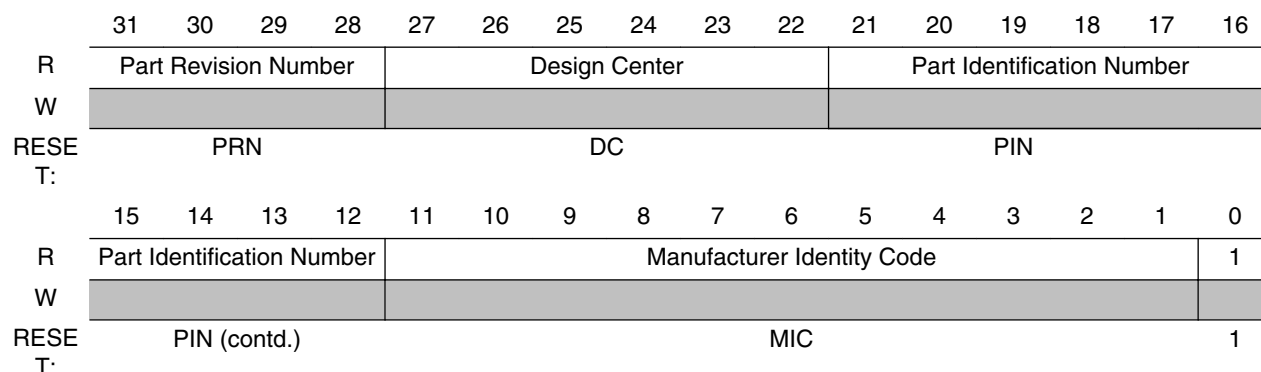 31 30 29 28 27 26 25 24 23 22 21 20 19 18 17 16
R Part Revision Number Design Center Part Identification Number
W
RESE PRN DC PIN
T:
15 14 13 12 11 10 9 8 7 6 5 4 3 2 1 0
R Part Identification Number Manufacturer Identity Code 1
W
RESE PIN (contd.) MIC 1
T: